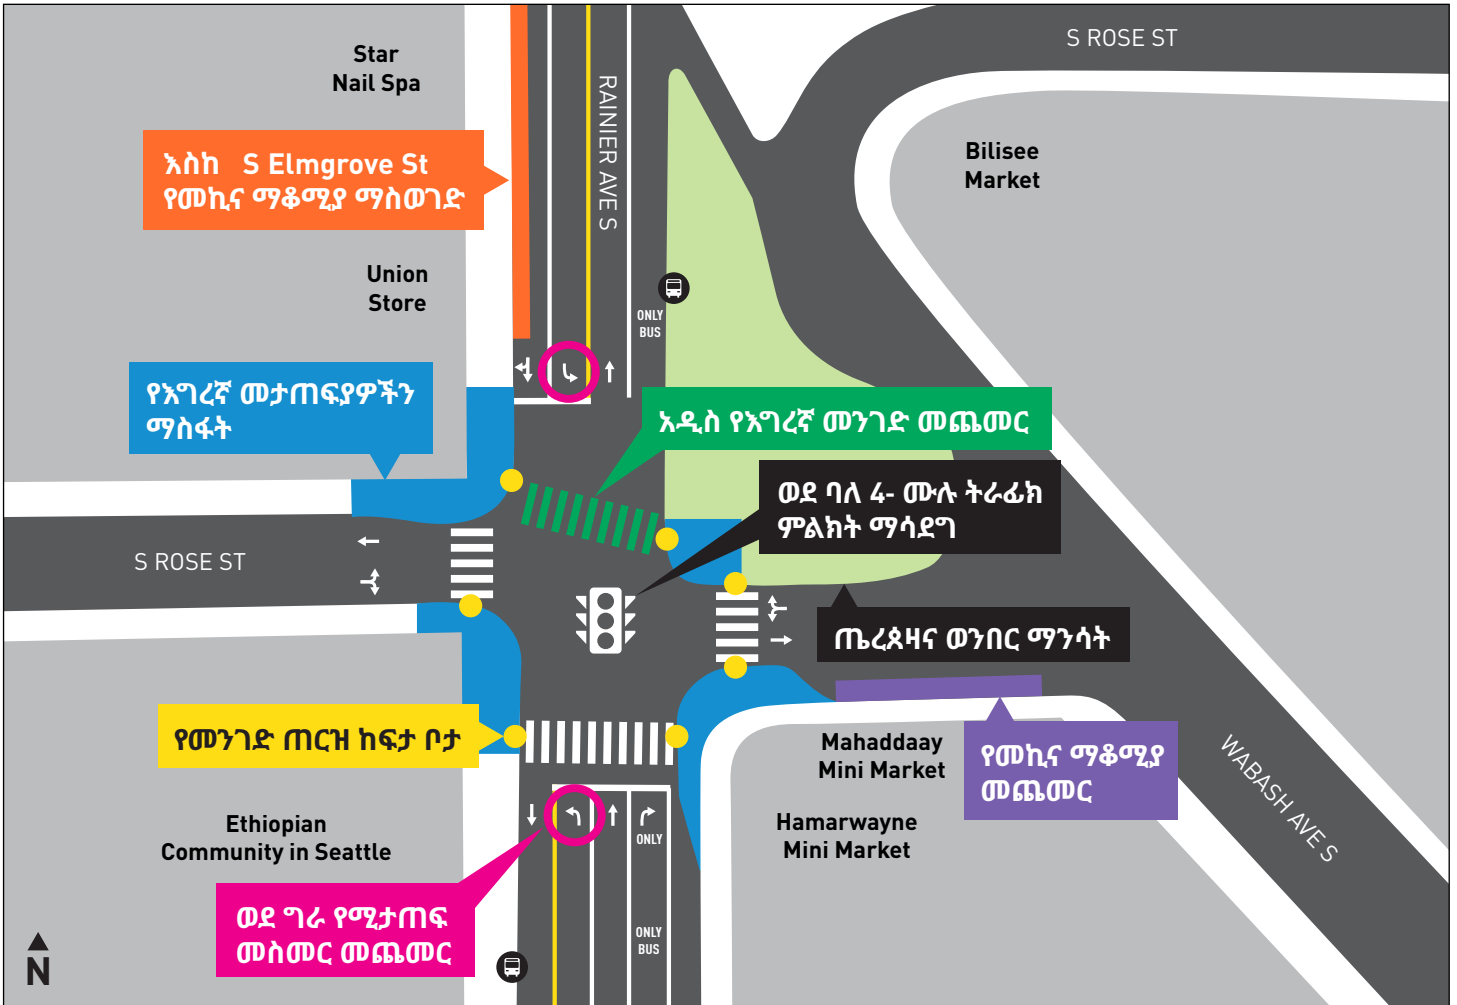 S ROSE ST
Star
Nail Spa
RAINIER AVE S
እስከ S Elmgrove St
የመኪና ማቆሚያ ማስወገድ
Bilisee
Market
Union
Store
ONLY
BUS
የእግረኛ መታጠፍያዎችን
ማስፋት
አዲስ የእግረኛ መንገድ መጨመር
ወደ ባለ 4- ሙሉ ትራፊክ
ምልክት ማሳደግ
S ROSE ST
ጤረጴዛና ወንበር ማንሳት
የመንገድ ጠርዝ ከፍታ ቦታ
Mahaddaay
Mini Market
የመኪና ማቆሚያ
መጨመር
WABASH AVE S
Ethiopian
Community in Seattle
Hamarwayne
Mini Market
ONLY
ወደ ግራ የሚታጠፍ
መስመር መጨመር
ONLY
BUS
N